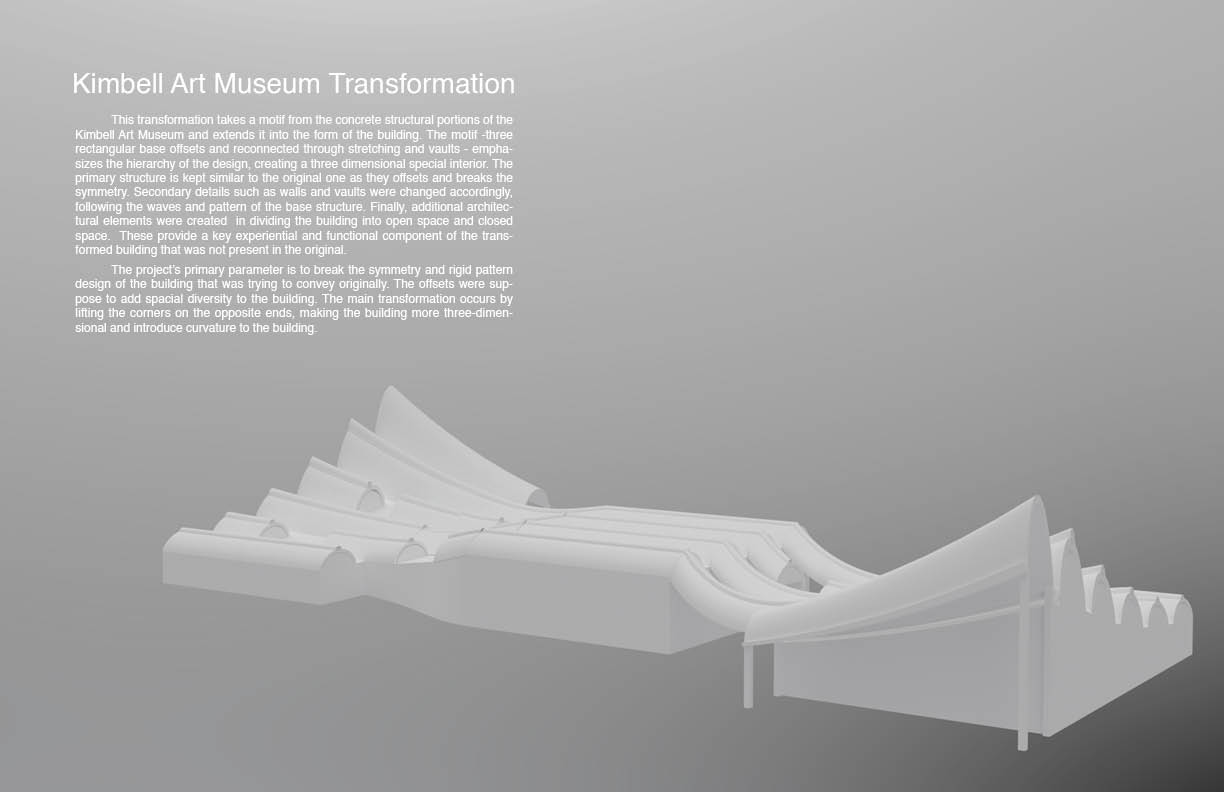 Kimbell Art Museum Transformation
This transformation takes a motif from the concrete structural portions of the
Kimbell Art Museum and extends it into the form of the building. The motif -three
rectangular base offsets and reconnected through stretching and vaults - empha-
sizes the hierarchy of the design, creating a three dimensional special interior. The
primary structure is kept similar to the original one as they offsets and breaks the
symmetry. Secondary details such as walls and vaults were changed accordingly,
following the waves and pattern of the base structure. Finally, additional architec-
tural elements were created  in dividing the building into open space and closed
space.  These provide a key experiential and functional component of the trans-
formed building that was not present in the original.
The project's primary parameter is to break the symmetry and rigid pattern
design of the building that was trying to convey originally. The offsets were sup-
pose to add spacial diversity to the building. The main transformation occurs by
lifting the corners on the opposite ends, making the building more three-dimen-
sional and introduce curvature to the building.